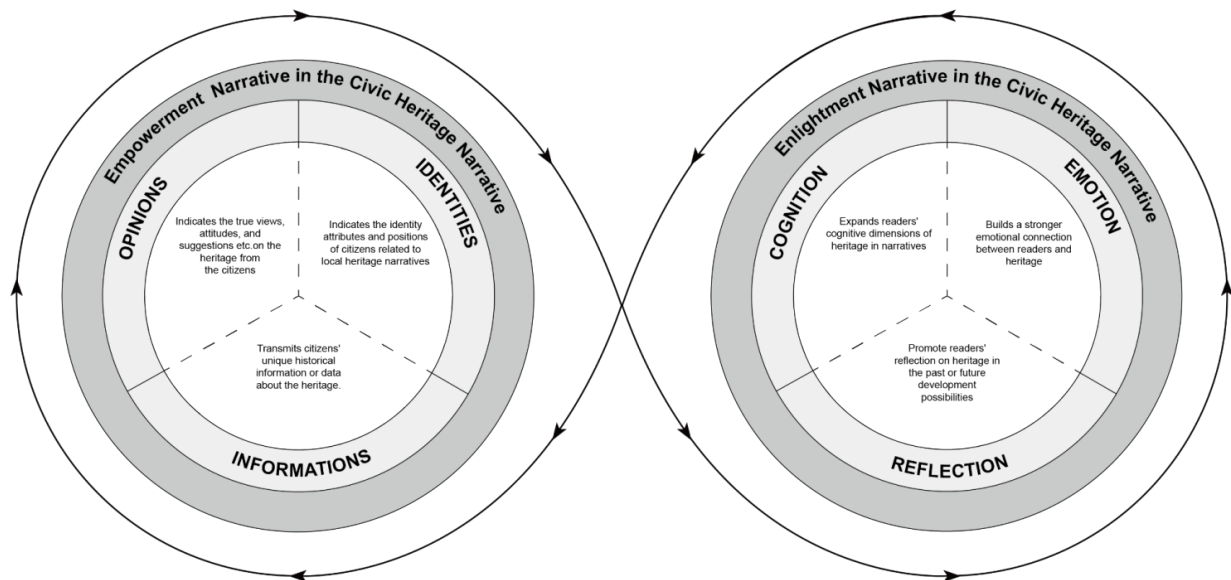 Empowerment Narrative in the Civic Heritage Narrative
OPINIONS
Indicates the true views,
attitudes, and
suggestions etc.on the
heritage from
the citizens
IDENTITIES
Indicates the identity
attributes and positions
of citizens related to
local heritage narratives
Transmits citizens'
unique historical
information or data
about the heritage.
INFORMATIONS
Enlightment Narrative in the Civic Heritage Narrative
COGNITION
Expands readers'
cognitive dimensions of
heritage in narratives
EMOTION
Builds a stronger
emotional connection
between readers and
heritage
Promote readers'
reflection on heritage in
the past or future
development
possibilities
REFLECTION